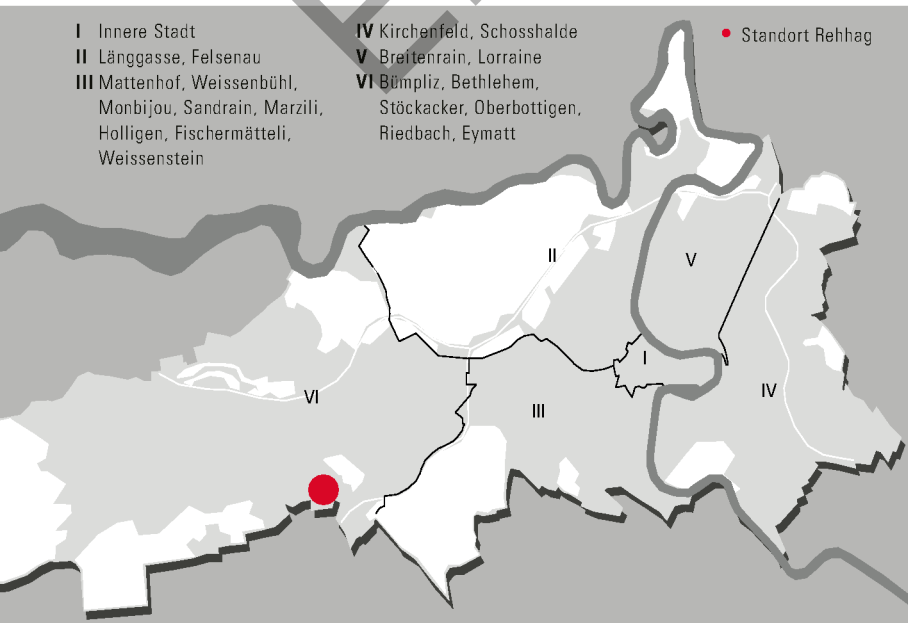 I Innere Stadt
II Länggasse, Felsenau
III Mattenhof, Weissenbühl,
Monbijou, Sandrain, Marzili,
Holligen, Fischermätteli,
Weissenstein
IV Kirchenfeld, Schosshalde
V Breitenrain, Lorraine
VI Bümpliz, Bethlehem,
Stöckacker, Oberbottigen,
Riedbach, Eymatt
Standort Rehhag
II
V
I
VI
III
IV